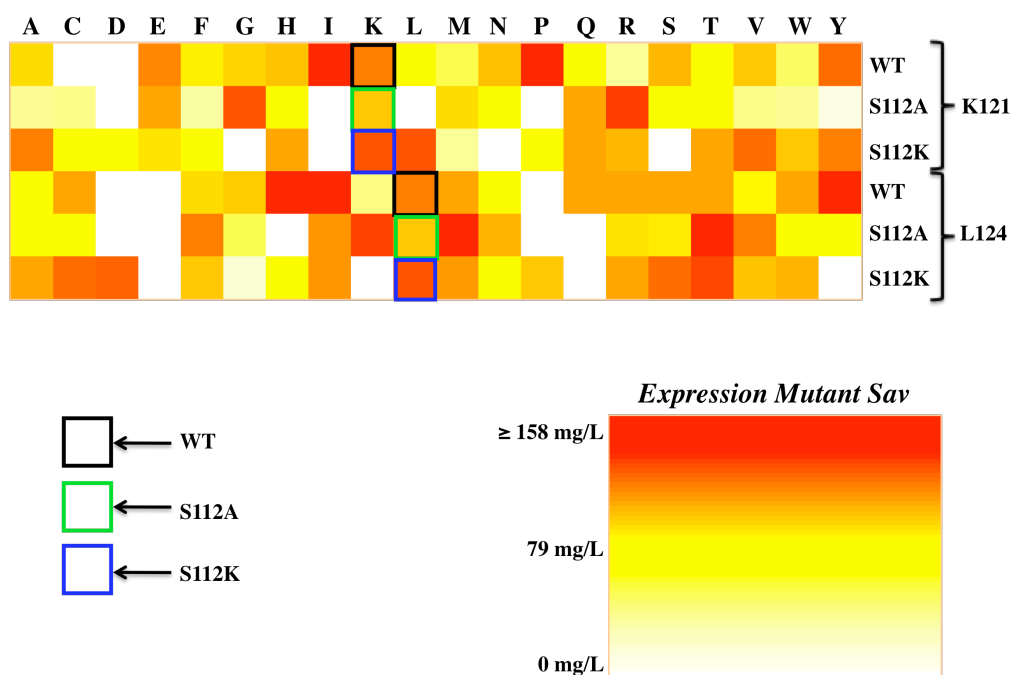 A C D E F G H I K L M N P Q R S T V W Y
WT
S112A
K121
S112K
WT
S112A
L124
S112K
Expression Mutant Sav
≥ 158 mg/L
WT
S112A
79 mg/L
S112K
0 mg/L